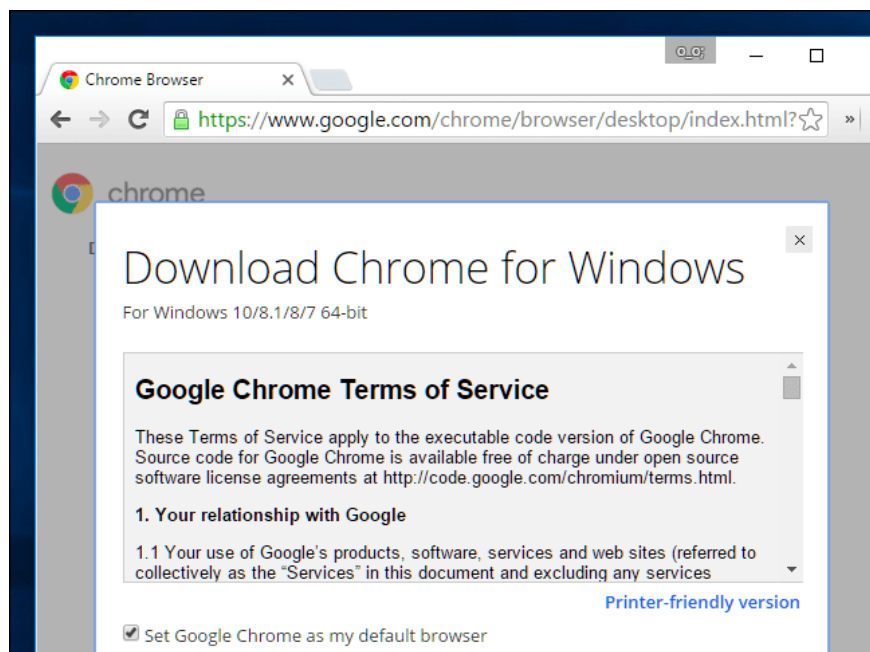 Chrome Browser
https://www.google.com/chrome/browser/desktop/index.html?
chrome
Download Chrome for Windows
For Windows 10/8.1/8/7 64-bit
Google Chrome Terms of Service
These Terms of Service apply to the executable code version of Google Chrome.
Source code for Google Chrome is available free of charge under open source
software license agreements at http://code.google.com/chromium/terms.html.
1. Your relationship with Google
1.1 Your use of Google’s products, software, services and web sites (referred to
collectively as the “Services” in this document and excluding any services
Printer-friendly version
Set Google Chrome as my default browser